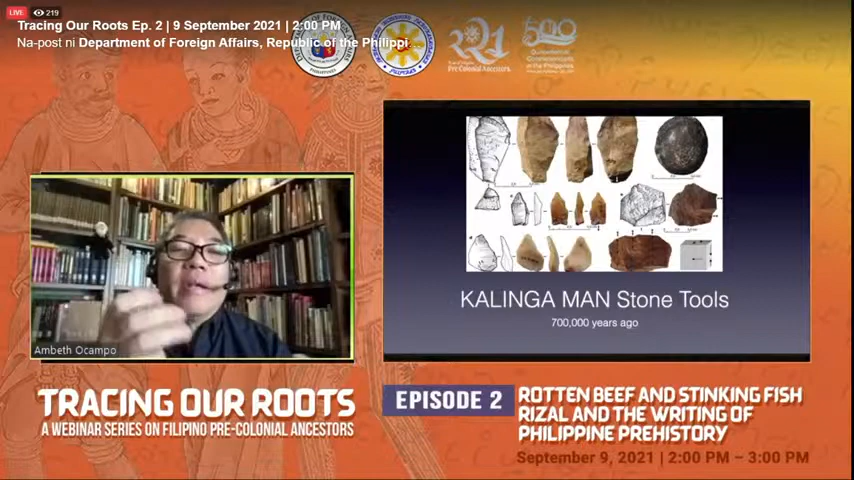 LIVE 219
Tracing Our Roots Ep. 2 | 9 September 2021 | 2:00 PM
Na-post ni Department of Foreign Affairs, Republic of the Philippi...
Pre-Colonial Ancestors
KALINGA MAN Stone Tools
700,000 years ago
Ambeth Ocampo
TRACING OUR ROOTS
A WEBINAR SERIES ON FILIPINO PRE-COLONIAL ANCESTORS
EPISODE 2
ROTTEN BEEF AND STINKING FISH
RIZAL AND THE WRITING OF
PHILIPPINE PREHISTORY
September 9, 2021 | 2:00 PM – 3:00 PM